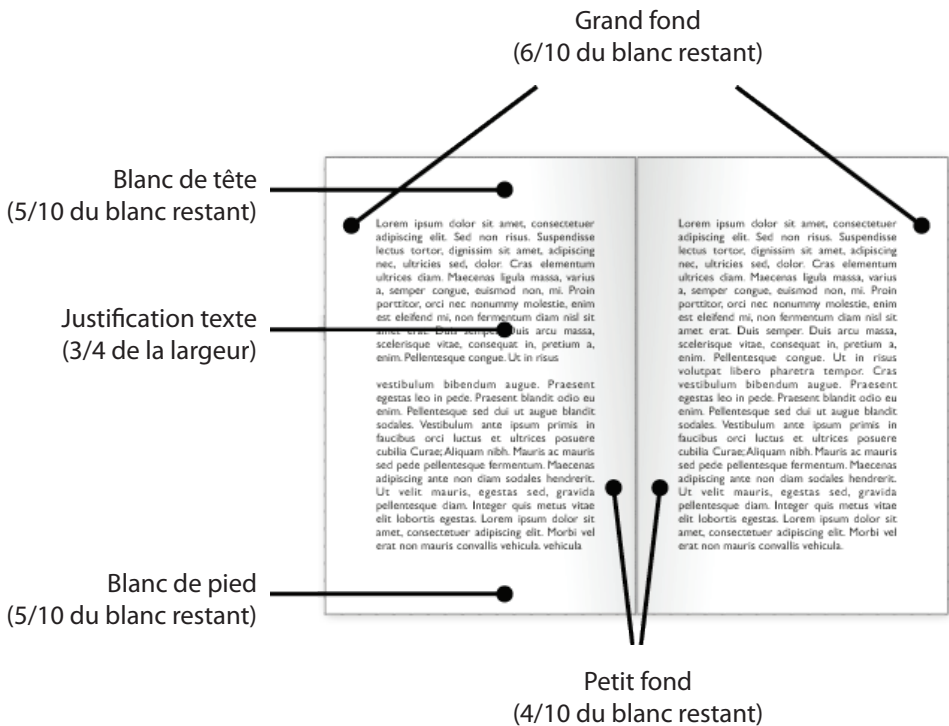 Grand fond
(6/10 du blanc restant)
Blanc de tête
(5/10 du blanc restant)
Justification texte
(3/4 de la largeur)
Blanc de pied
(5/10 du blanc restant)
Lorem ipsum dolor sit amet, consectetuer
adipiscing elit. Sed non risus. Suspendisse
lectus tortor, dignissim sit amet, adipiscing
nec, ultricies sed, dolor. Cras elementum
ultrices diam. Maecenas ligula massa, varius
a, semper congue, euismod non, mi. Proin
porttitor, orci nec nonummy molestie, enim
est eleifend mi, non fermentum diam nisl sit
amet erat. Duis semper. Duis arcu massa,
scelerisque vitae, consequat in, pretium a,
enim. Pellentesque congue. Ut in risus
vestibulum bibendum augue. Praesent
egestas leo in pede. Praesent blandit odio eu
enim. Pellentesque sed dui ut augue blandit
sodales. Vestibulum ante ipsum primis in
faucibus orci luctus et ultrices posuere
cubilia Curae; Aliquam nibh. Mauris ac mauris
sed pede pellentesque fermentum. Maecenas
adipiscing ante non diam sodales hendrerit.
Ut velit mauris, egestas sed, gravida
pellentesque diam. Integer quis metus vitae
elit lobortis egestas. Lorem ipsum dolor sit
amet, consectetuer adipiscing elit. Morbi vel
erat non mauris convallis vehicula. vehicula
Lorem ipsum dolor sit amet, consectetuer
adipiscing elit. Sed non risus. Suspendisse
lectus tortor, dignissim sit amet, adipiscing
nec, ultricies sed, dolor. Cras elementum
ultrices diam. Maecenas ligula massa, varius
a, semper congue, euismod non, mi. Proin
porttitor, orci nec nonummy molestie, enim
est eleifend mi, non fermentum diam nisl sit
amet erat. Duis semper. Duis arcu massa,
scelerisque vitae, consequat in, pretium a,
enim. Pellentesque congue. Ut in risus
volutpat libero pharetra tempor. Cras
vestibulum bibendum augue. Praesent
egestas leo in pede. Praesent blandit odio eu
enim. Pellentesque sed dui ut augue blandit
sodales. Vestibulum ante ipsum primis in
faucibus orci luctus et ultrices posuere
cubilia Curae; Aliquam nibh. Mauris ac mauris
sed pede pellentesque fermentum. Maecenas
adipiscing ante non diam sodales hendrerit.
Ut velit mauris, egestas sed, gravida
pellentesque diam. Integer quis metus vitae
elit lobortis egestas. Lorem ipsum dolor sit
amet, consectetuer adipiscing elit. Morbi vel
erat non mauris convallis vehicula.
Petit fond
(4/10 du blanc restant)